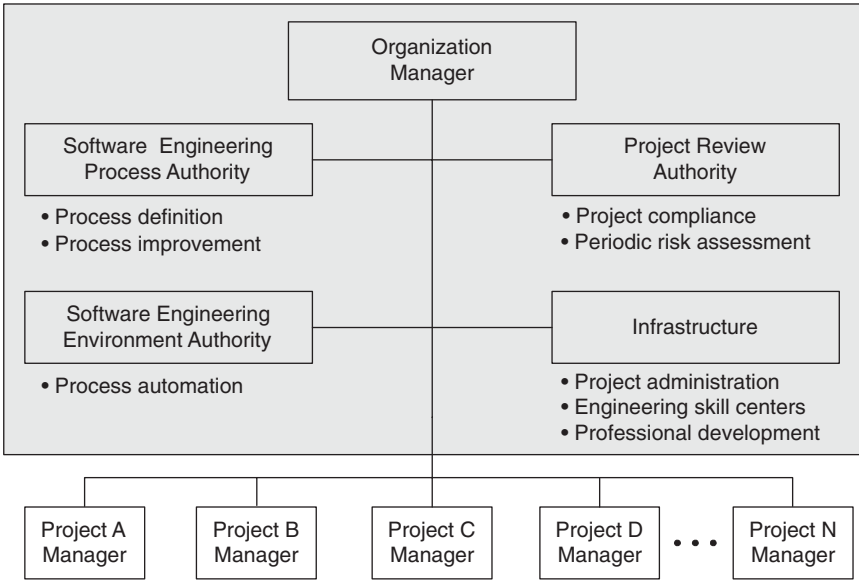 Organization
Manager
Software Engineering
Process Authority
• Process definition
• Process improvement
Project Review
Authority
• Project compliance
• Periodic risk assessment
Software Engineering
Environment Authority
• Process automation
Infrastructure
• Project administration
• Engineering skill centers
• Professional development
Project A
Manager
Project B
Manager
Project C
Manager
Project D
Manager
• • •
Project N
Manager